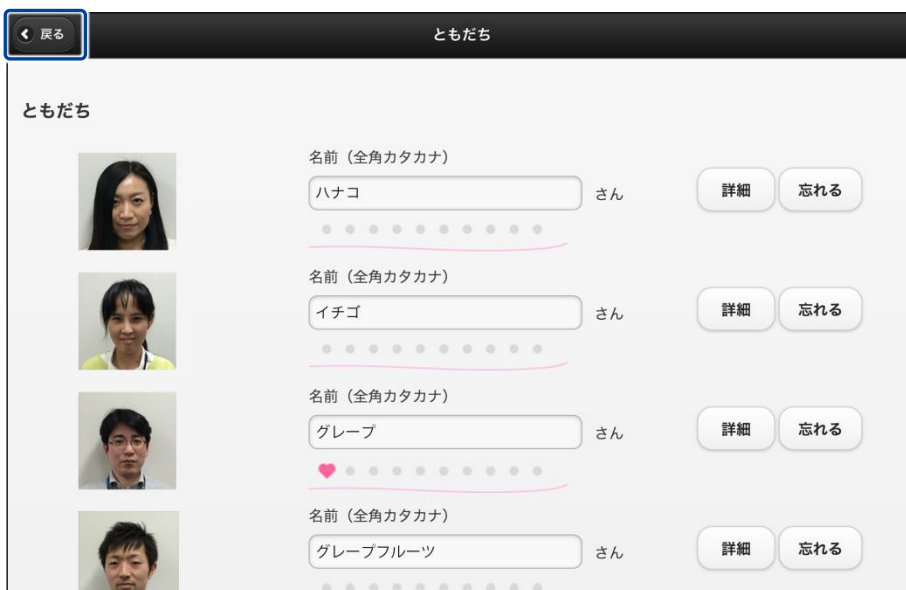 戻る
ともだち
ともだち
名前（全角カタカナ）
ハナコ さん 詳細 忘れる
名前（全角カタカナ）
イチゴ さん 詳細 忘れる
名前（全角カタカナ）
グレープ さん 詳細 忘れる
名前（全角カタカナ）
グレープフルーツ さん 詳細 忘れる